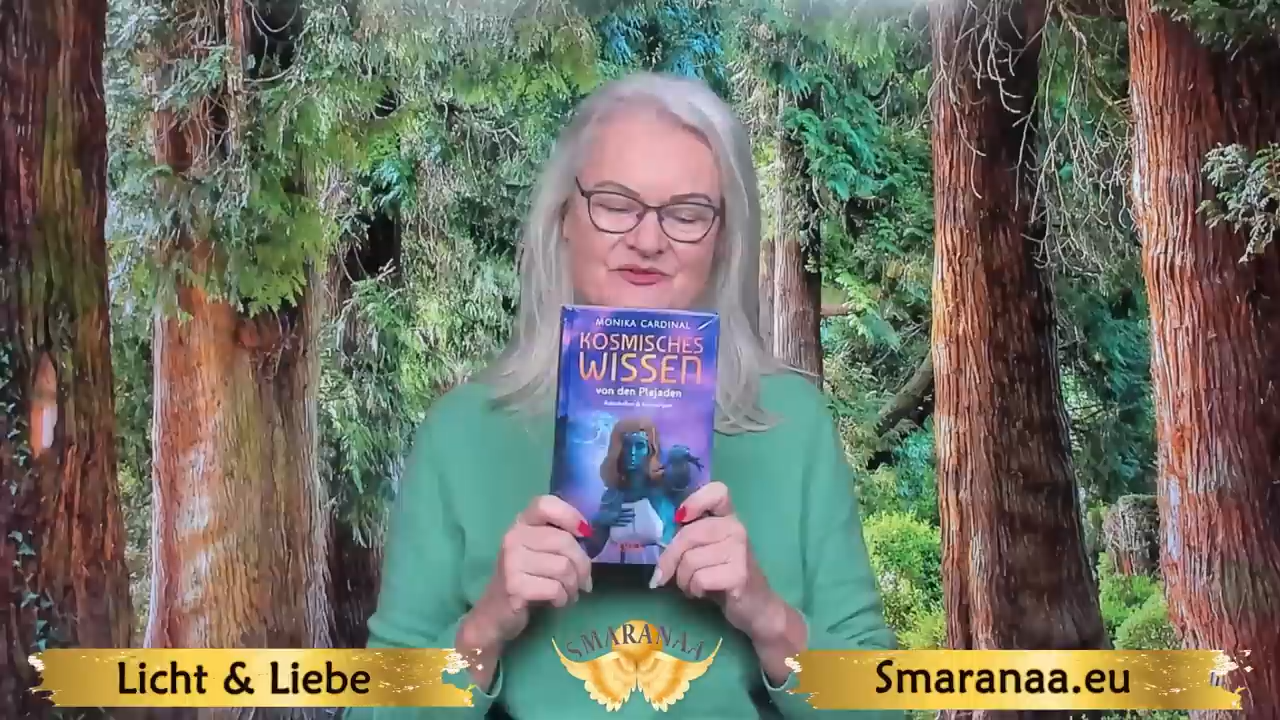 MONIKA CARDINAL
KOSMISCHES
WISSEN
von den Plejaden
SMARANAA
Licht & Liebe
Smaranaa.eu